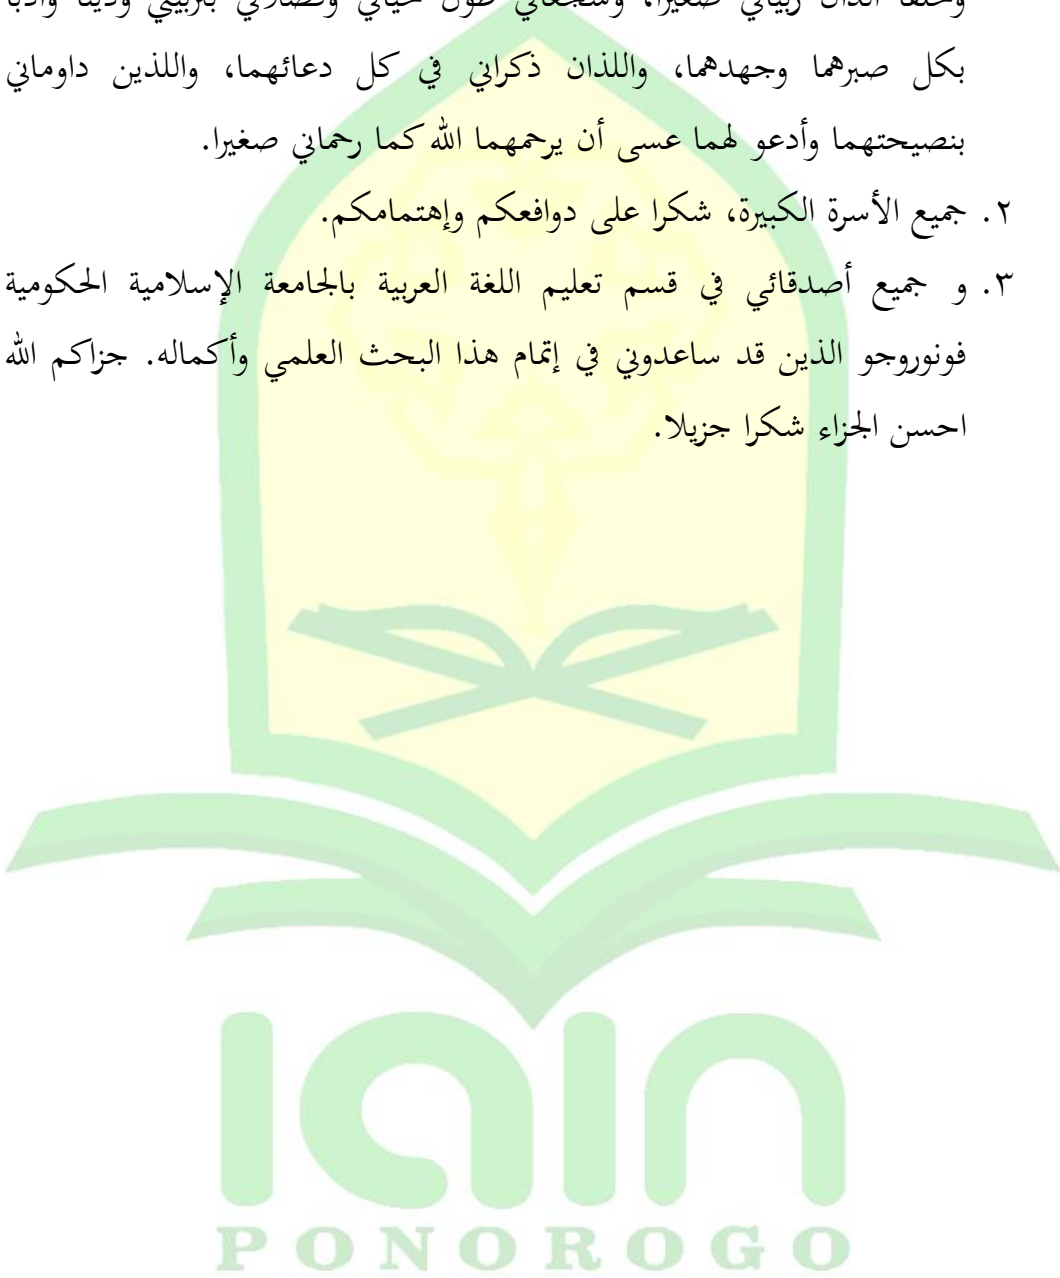 بكل صبرهما وجهدهما، واللذان ذكراني في كل دعائهما، واللذين داوماني
بنصيحتهما وأدعو لهما عسى أن يرحمهما الله كما رحماني صغيرا.
٢. جميع الأسرة الكبيرة، شكرا على دوافعكم وإهتمامكم.
٣. و جميع أصدقائي في قسم تعليم اللغة العربية بالجامعة الإسلامية الحكومية
فونوروجو الذين قد ساعدوني في إتمام هذا البحث العلمي وأكماله. جزاكم الله
احسن الجزاء شكرا جزيلا.
iain
PONOROGO